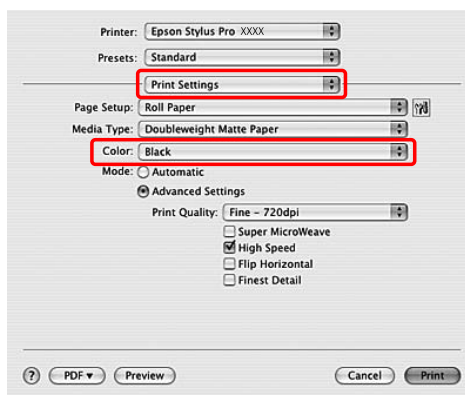 Printer: Epson Stylus Pro XXXX
Presets: Standard
Print Settings
Page Setup: Roll Paper
Media Type: Doubleweight Matte Paper
Color: Black
Mode: Automatic
Advanced Settings
Print Quality: Fine – 720dpi
Super MicroWeave
High Speed
Flip Horizontal
Finest Detail
? PDF ▾ Preview Cancel Print